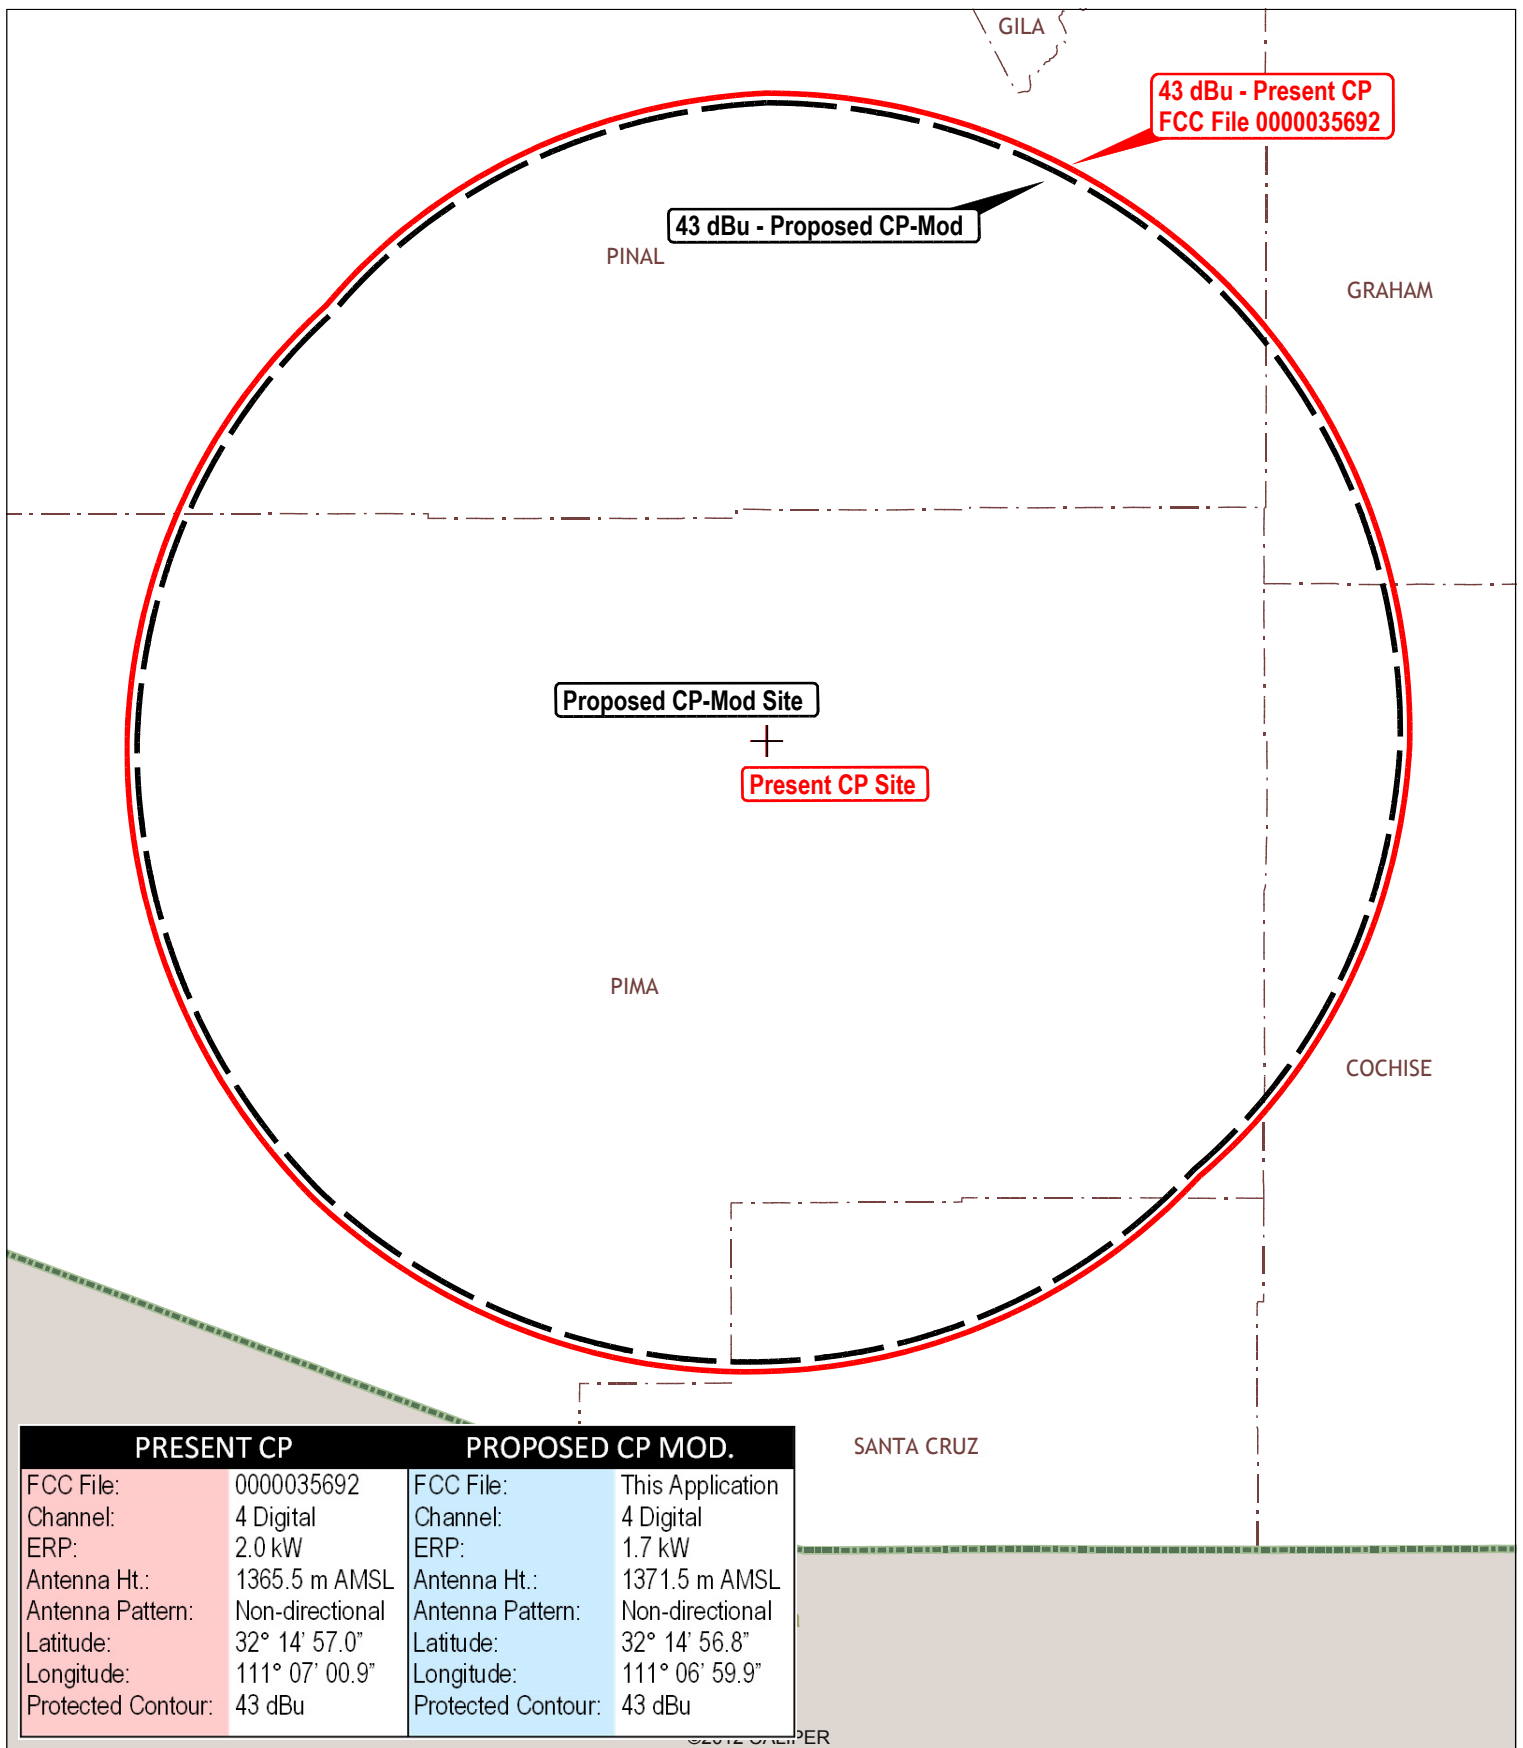 GILA
43 dBu - Present CP
FCC File 0000035692
43 dBu - Proposed CP-Mod
PINAL
GRAHAM
Proposed CP-Mod Site
Present CP Site
PIMA
COCHISE
SANTA CRUZ
PRESENT CP PROPOSED CP MOD.
FCC File: 0000035692 FCC File: This Application
Channel: 4 Digital Channel: 4 Digital
ERP: 2.0 kW ERP: 1.7 kW
Antenna Ht.: 1365.5 m AMSL Antenna Ht.: 1371.5 m AMSL
Antenna Pattern: Non-directional Antenna Pattern: Non-directional
Latitude: 32° 14' 57.0” Latitude: 32° 14' 56.8”
Longitude: 111° 07' 00.9” Longitude: 111° 06' 59.9”
Protected Contour: 43 dBu Protected Contour: 43 dBu
©2012 CALIPER